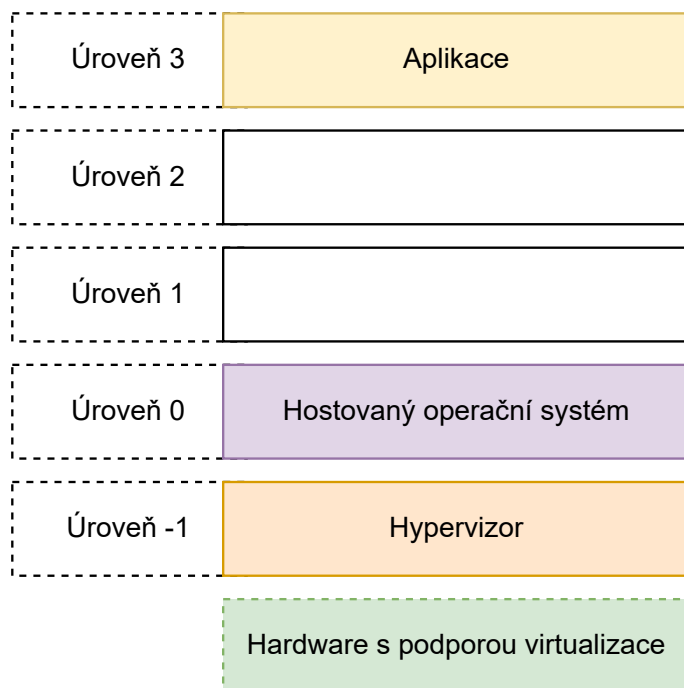 Úroveň 3
Aplikace
Úroveň 2
Úroveň 1
Úroveň 0
Hostovaný operační systém
Úroveň -1
Hypervizor
Hardware s podporou virtualizace